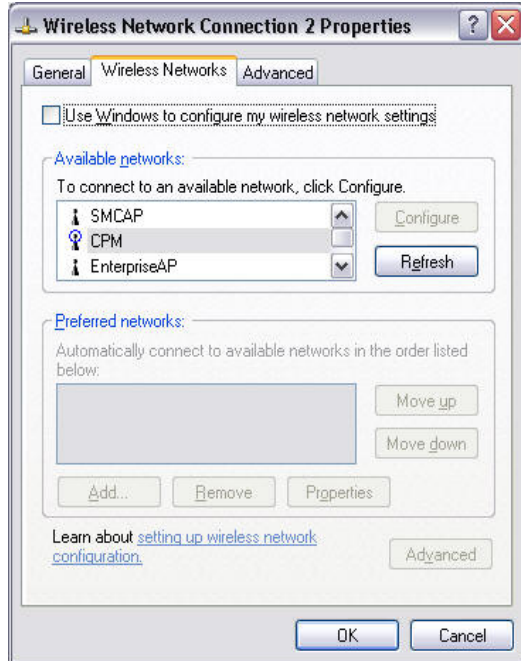 Wireless Network Connection 2 Properties
General Wireless Networks Advanced
Use Windows to configure my wireless network settings
Available networks:
To connect to an available network, click Configure.
SMCAP
CPM
EnterpriseAP
Configure
Refresh
Preferred networks:
Automatically connect to available networks in the order listed
below:
Move up
Move down
Add... Remove Properties
Learn about setting up wireless network
configuration.
Advanced
OK Cancel